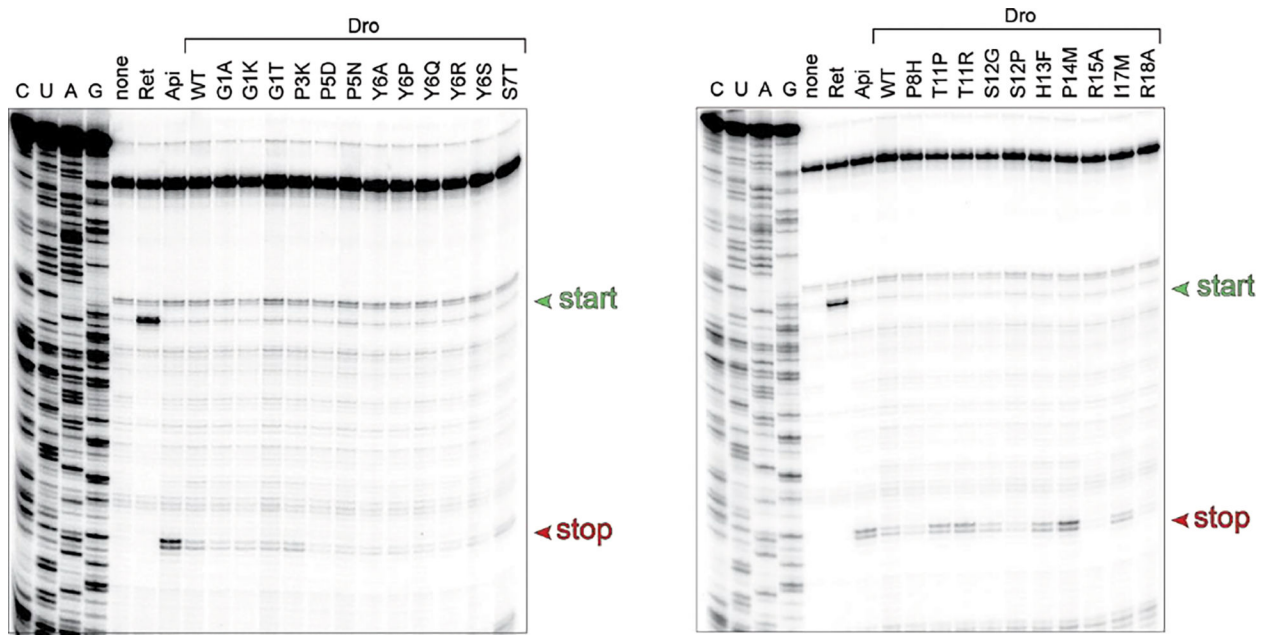 Dro
C U A G none Ret Api WT G1A G1K G1T P3K P5D P5N Y6A Y6P Y6Q Y6R Y6S S7T
start
stop
Dro
C U A G none Ret Api WT P8H T11P T11R S12G S12P H13F P14M R15A I17M R18A
start
stop